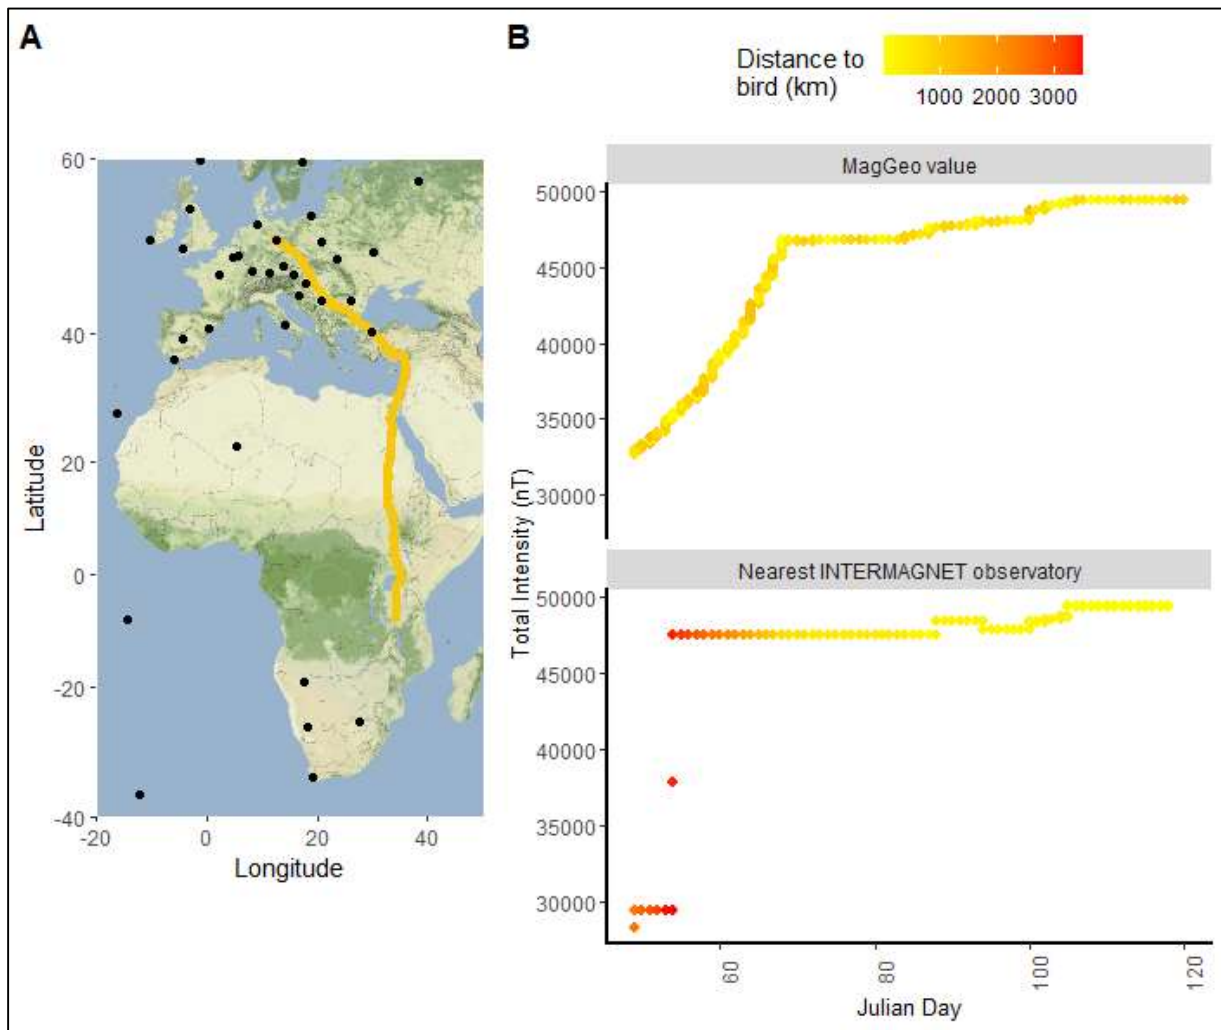 A
B
Distance to
bird (km)
1000 2000 3000
60
40
20
0
-20
-40
Latitude
-20
0
20
40
Longitude
MagGeo value
50000
45000
40000
35000
30000
Total Intensity (nT)
Nearest INTERMAGNET observatory
50000
45000
40000
35000
30000
60
80
100
120
Julian Day